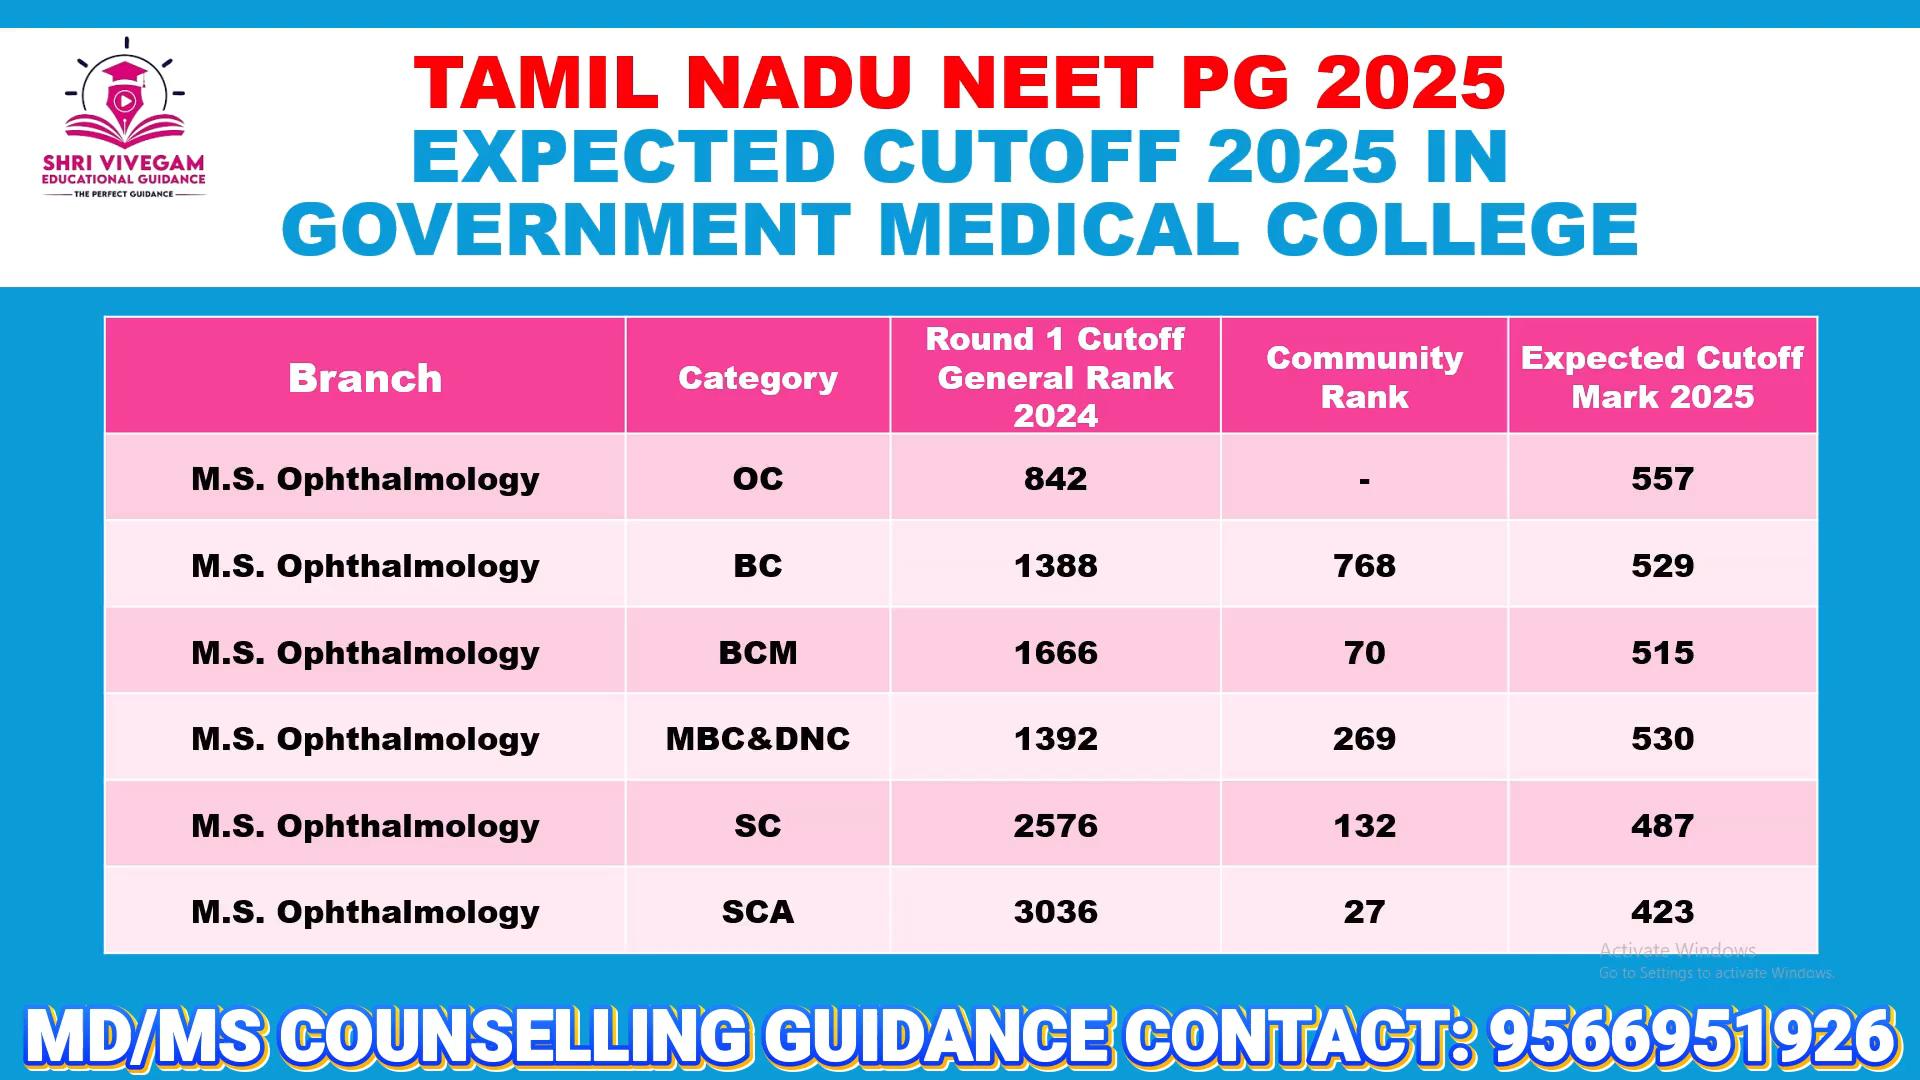 SHRI VIVEGAM
EDUCATIONAL GUIDANCE
THE PERFECT GUIDANCE
TAMIL NADU NEET PG 2025
EXPECTED CUTOFF 2025 IN
GOVERNMENT MEDICAL COLLEGE
Branch Category Round 1 Cutoff General Rank 2024 Community Rank Expected Cutoff Mark 2025
M.S. Ophthalmology OC 842 - 557
M.S. Ophthalmology BC 1388 768 529
M.S. Ophthalmology BCM 1666 70 515
M.S. Ophthalmology MBC&DNC 1392 269 530
M.S. Ophthalmology SC 2576 132 487
M.S. Ophthalmology SCA 3036 27 423
Activate Windows
Go to Settings to activate Windows.
MD/MS COUNSELLING GUIDANCE CONTACT: 9566951926